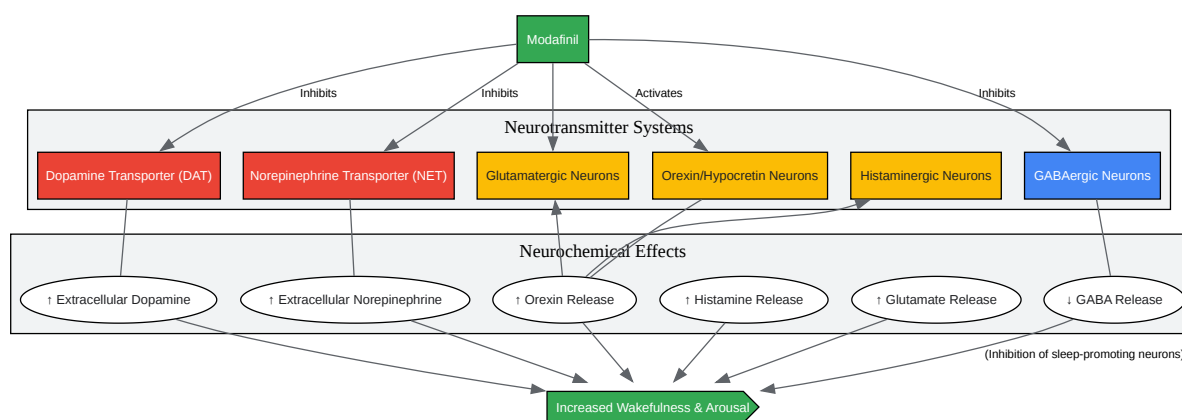 Modafinil
Inhibits
Inhibits
Activates
Inhibits
Neurotransmitter Systems
Dopamine Transporter (DAT)
Norepinephrine Transporter (NET)
Glutamatergic Neurons
Orexin/Hypocretin Neurons
Histaminergic Neurons
GABAergic Neurons
Neurochemical Effects
↑ Extracellular Dopamine
↑ Extracellular Norepinephrine
↑ Orexin Release
↑ Histamine Release
↑ Glutamate Release
↓ GABA Release
(Inhibition of sleep-promoting neurons)
Increased Wakefulness & Arousal